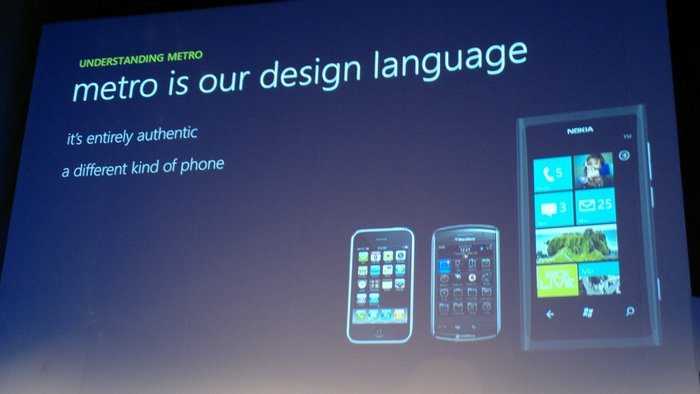 UNDERSTANDING METRO
metro is our design language
it's entirely authentic
a different kind of phone
NOKIA
5
3
25
XBOX
LIVE
Me
BlackBerry